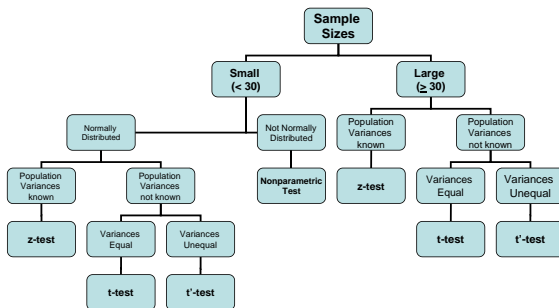 Sample
Sizes
Small
(< 30)
Large
(≥ 30)
Normally
Distributed
Not Normally
Distributed
Population
Variances
known
Population
Variances
not known
Population
Variances
known
Population
Variances
not known
Nonparametric
Test
z-test
Variances
Equal
Variances
Unequal
z-test
Variances
Equal
Variances
Unequal
t-test
t’-test
t-test
t’-test